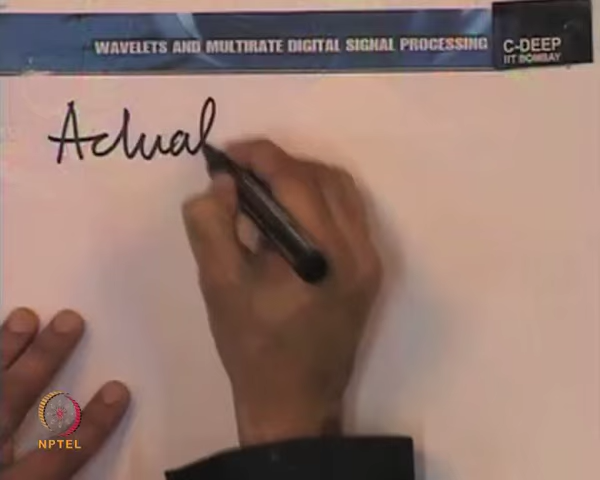 WAVELETS AND MULTIRATE DIGITAL SIGNAL PROCESSING
C-DEEP
IIT BOMBAY
Actual
NPTEL